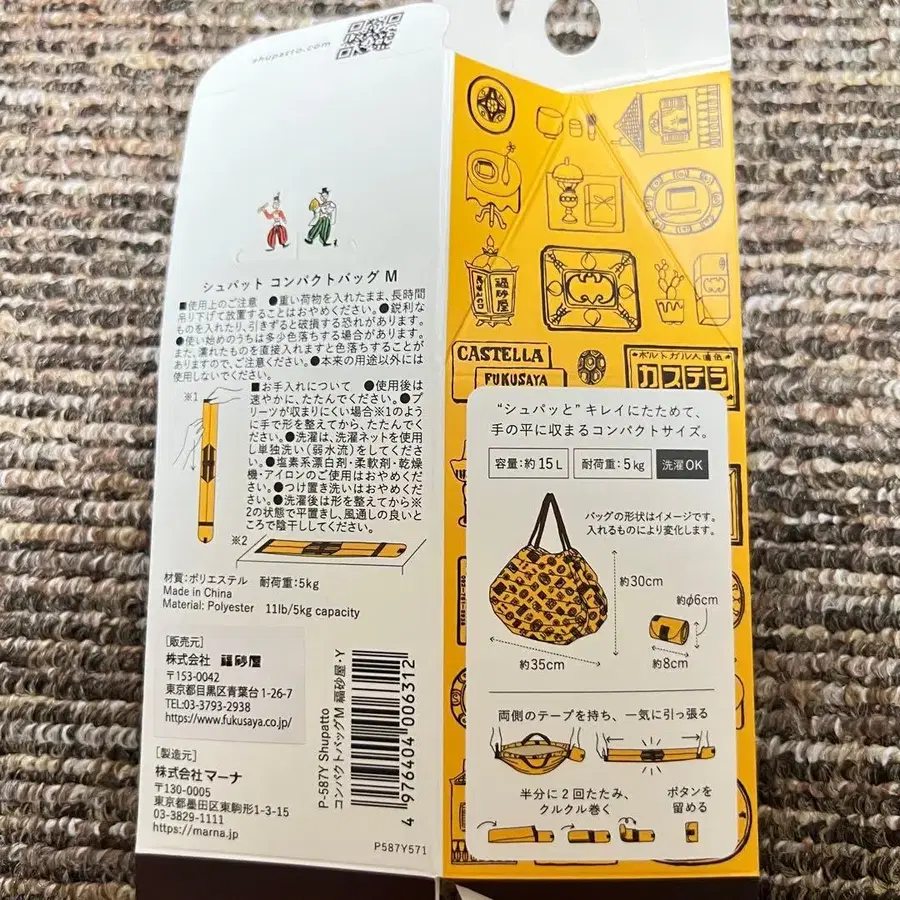 shupatto.com
シュパット コンパクトバッグ M
■使用上のご注意 ●重い荷物を入れたまま、長時間
吊り下げて放置することはおやめください。●鋭利な
ものを入れたり、引きずると破損する恐れがあります。
●使い始めのうちは多少色落ちする場合があります。
また、濡れたものを直接入れますと色落ちすることが
ありますので、ご注意ください。●本来の用途以外には
使用しないでください。
■お手入れについて ●使用後は
速やかに、たたんでください。●プ
リーツが収まりにくい場合※1のよう
に手で形を整えてから、たたんでく
ださい。●洗濯は、洗濯ネットを使用
し単独洗い(弱水流)をしてくださ
い。●塩素系漂白剤・柔軟剤・乾燥
機・アイロンのご使用はおやめくだ
さい。●つけ置き洗いはおやめくだ
さい。●洗濯後は形を整えてから※
2の状態で平置きし、風通しの良いと
ころで陰干ししてください。
※1
※2
材質:ポリエステル 耐荷重:5kg
Made in China
Material: Polyester 11lb/5kg capacity
[販売元]
株式会社 福砂屋
〒153-0042
東京都目黒区青葉台1-26-7
TEL:03-3793-2938
https://www.fukusaya.co.jp/
[製造元]
株式会社マーナ
〒130-0005
東京都墨田区東駒形1-3-15
03-3829-1111
https://marna.jp
P-587Y Shupatto
コンパクトバッグM 福砂屋・Y
4 976404 006312
P587Y571
福砂屋
CASTELLA
FUKUSAYA
ポルトガル人直伝
カステラ
“シュパッと” キレイにたためて、
手の平に収まるコンパクトサイズ。
容量:約15L
耐荷重:5kg
洗濯OK
バッグの形状はイメージです。
入れるものにより変化します。
約30cm
約35cm
約φ6cm
約8cm
両側のテープを持ち、一気に引っ張る
半分に2回たたみ、
クルクル巻く
ボタンを
留める